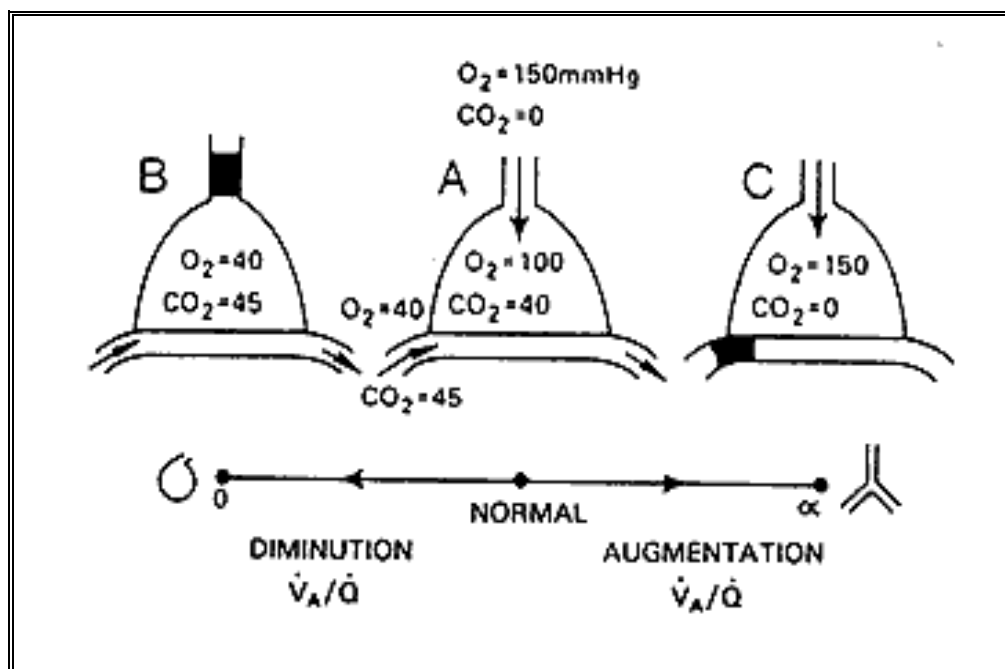 O₂=150mmHg
CO₂=0
B
A
C
O₂=40
CO₂=45
O₂=40
O₂=100
CO₂=40
CO₂=45
O₂=150
CO₂=0
0
NORMAL
∝
DIMINUTION
V̇A/Q̇
AUGMENTATION
V̇A/Q̇